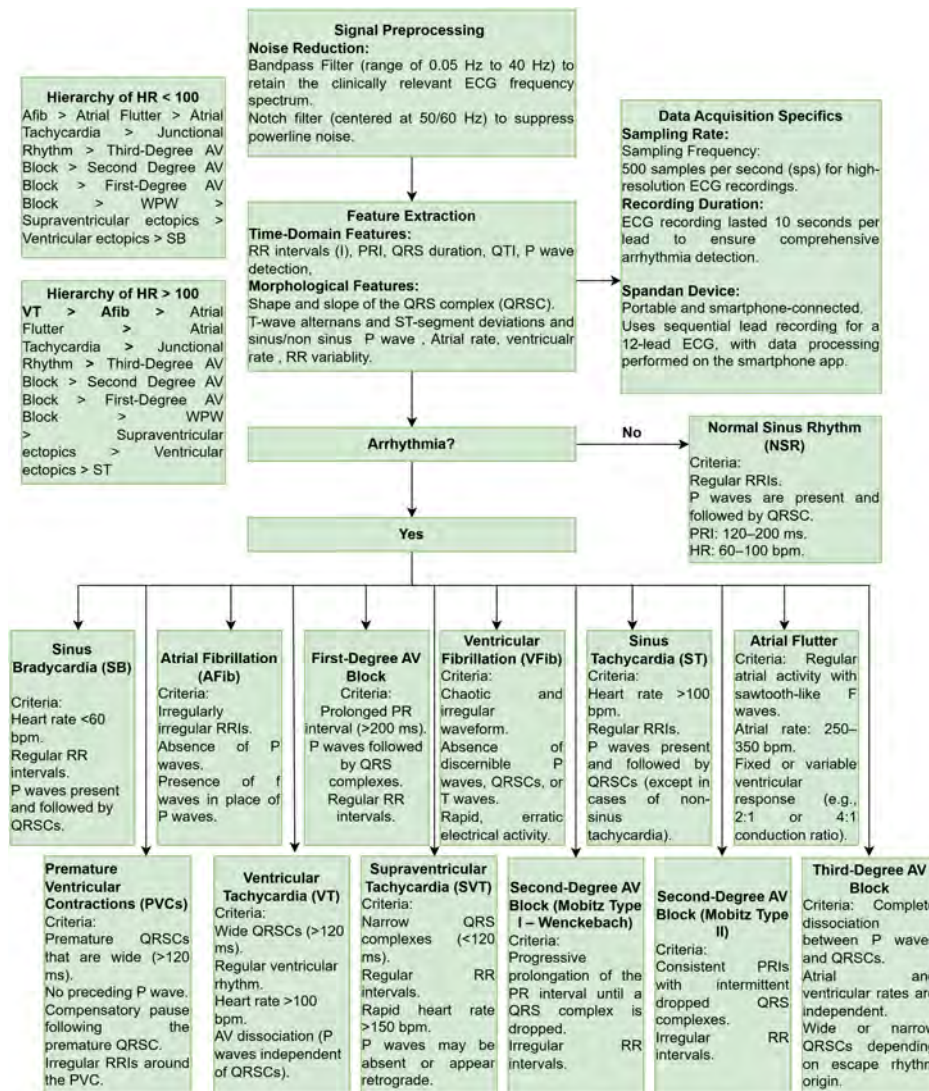 Signal Preprocessing
Noise Reduction:
Bandpass Filter (range of 0.05 Hz to 40 Hz) to
retain the clinically relevant ECG frequency
spectrum.
Notch filter (centered at 50/60 Hz) to suppress
powerline noise.
Hierarchy of HR < 100
Afib > Atrial Flutter > Atrial
Tachycardia > Junctional
Rhythm > Third-Degree AV
Block > Second Degree AV
Block > First-Degree AV
Block > WPW >
Supraventricular ectopics >
Ventricular ectopics > SB
Data Acquisition Specifics
Sampling Rate:
Sampling Frequency:
500 samples per second (sps) for high-
resolution ECG recordings.
Recording Duration:
ECG recording lasted 10 seconds per
lead to ensure comprehensive
arrhythmia detection.
Spandan Device:
Portable and smartphone-connected.
Uses sequential lead recording for a
12-lead ECG, with data processing
performed on the smartphone app.
Feature Extraction
Time-Domain Features:
RR intervals (I), PRI, QRS duration, QTI, P wave
detection,
Morphological Features:
Shape and slope of the QRS complex (QRSC).
T-wave alternans and ST-segment deviations and
sinus/non sinus P wave , Atrial rate, ventricualr
rate , RR variablity.
Hierarchy of HR > 100
VT > Afib > Atrial
Flutter > Atrial
Tachycardia > Junctional
Rhythm > Third-Degree AV
Block > Second Degree AV
Block > First-Degree AV
Block > WPW
> Supraventricular
ectopics > Ventricular
ectopics > ST
Arrhythmia?
No
Normal Sinus Rhythm
(NSR)
Criteria:
Regular RRIs.
P waves are present and
followed by QRSC.
PRI: 120–200 ms.
HR: 60–100 bpm.
Yes
Sinus
Bradycardia (SB)
Criteria:
Heart rate <60
bpm.
Regular RR
intervals.
P waves present
and followed by
QRSCs.
Atrial Fibrillation
(AFib)
Criteria:
Irregularly
irregular RRIs.
Absence of P
waves.
Presence of f
waves in place of
P waves.
First-Degree AV
Block
Criteria:
Prolonged PR
interval (>200 ms).
P waves followed
by QRS
complexes.
Regular RR
intervals.
Ventricular
Fibrillation (VFib)
Criteria:
Chaotic and
irregular
waveform.
Absence of
discernible P
waves, QRSCs, or
T waves.
Rapid, erratic
electrical activity.
Sinus
Tachycardia (ST)
Criteria:
Heart rate >100
bpm.
Regular RRIs.
P waves present
and followed by
QRSCs (except in
cases of non-
sinus
tachycardia).
Atrial Flutter
Criteria: Regular
atrial activity with
sawtooth-like F
waves.
Atrial rate: 250–
350 bpm.
Fixed or variable
ventricular
response (e.g.,
2:1 or 4:1
conduction ratio).
Premature
Ventricular
Contractions (PVCs)
Criteria:
Premature QRSCs
that are wide (>120
ms).
No preceding P wave.
Compensatory pause
following the
premature QRSC.
Irregular RRIs around
the PVC.
Ventricular
Tachycardia (VT)
Criteria:
Wide QRSCs (>120
ms).
Regular ventricular
rhythm.
Heart rate >100
bpm.
AV dissociation (P
waves independent
of QRSCs).
Supraventricular
Tachycardia (SVT)
Criteria:
Narrow QRS
complexes (<120
ms).
Regular RR
intervals.
Rapid heart rate
>150 bpm.
P waves may be
absent or appear
retrograde.
Second-Degree AV
Block (Mobitz Type
I – Wenckebach)
Criteria:
Progressive
prolongation of the
PR interval until a
QRS complex is
dropped.
Irregular RR
intervals.
Second-Degree AV
Block (Mobitz Type
II)
Criteria:
Consistent PRIs
with intermittent
dropped QRS
complexes.
Irregular RR
intervals.
Third-Degree AV
Block
Criteria: Complete
dissociation
between P waves
and QRSCs.
Atrial and
ventricular rates are
independent.
Wide or narrow
QRSCs depending
on escape rhythm
origin.